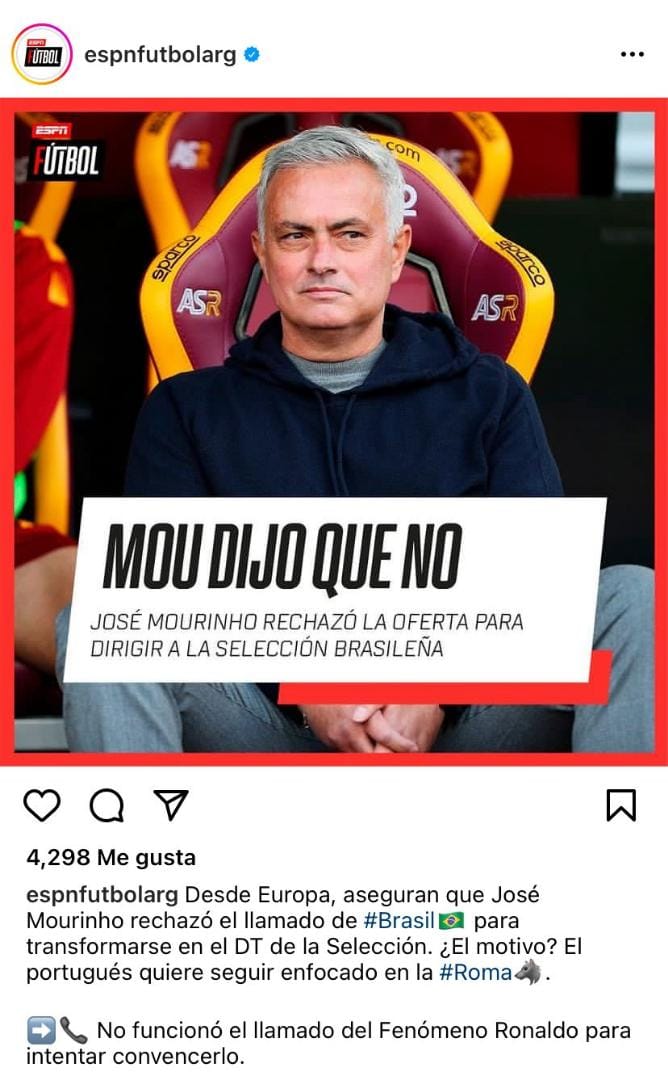 ESPN
FÚTBOL
espnfutbolarg
ESPN
FÚTBOL
ASR
.com
sparco
sparco
ASR
ASR
MOU DIJO QUE NO
JOSÉ MOURINHO RECHAZÓ LA OFERTA PARA
DIRIGIR A LA SELECCIÓN BRASILEÑA
4,298 Me gusta
espnfutbolarg Desde Europa, aseguran que José
Mourinho rechazó el llamado de #Brasil🇧🇷 para
transformarse en el DT de la Selección. ¿El motivo? El
portugués quiere seguir enfocado en la #Roma🐺.
➡️📞 No funcionó el llamado del Fenómeno Ronaldo para
intentar convencerlo.